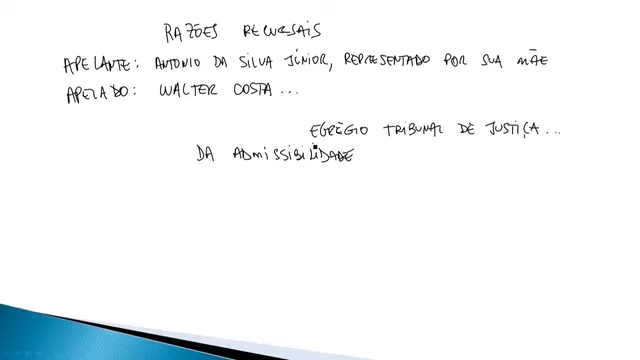 RAZÕES RECURSAIS
APELANTE: ANTONIO DA SILVA JÚNIOR, REPRESENTADO POR SUA MÃE
APELADO: WALTER COSTA ...
EGRÉGIO TRIBUNAL DE JUSTIÇA ...
DA ADMISSIBILIDADE